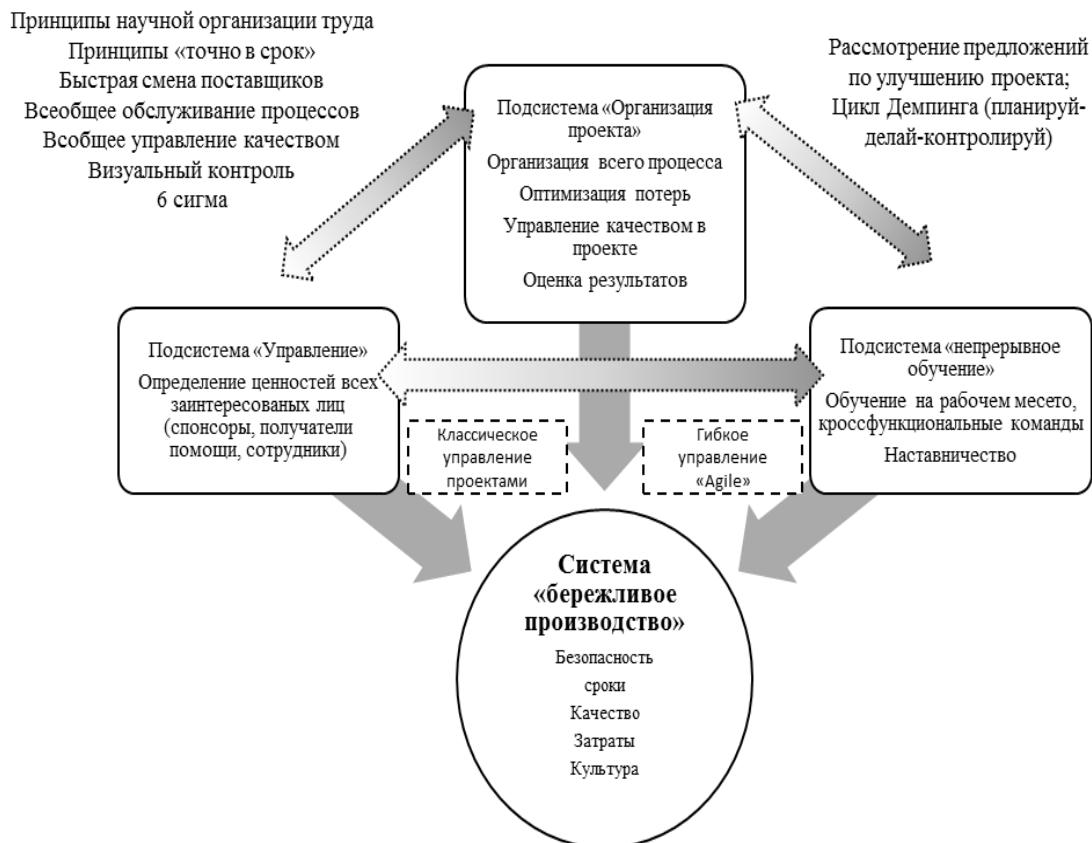 Принципы научной организации труда
Принципы «точно в срок»
Быстрая смена поставщиков
Всеобщее обслуживание процессов
Всобщее управление качеством
Визуальный контроль
6 сигма
Рассмотрение предложений
по улучшению проекта;
Цикл Демпинга (планируй-
делай-контролируй)
Подсистема «Организация
проекта»
Организация всего процесса
Оптимизация потерь
Управление качеством в
проекте
Оценка результатов
Подсистема «Управление»
Определение ценностей всех
заинтересованых лиц
(спонсоры, получатели
помощи, сотрудники)
Подсистема «непрерывное
обучение»
Обучение на рабочем месето,
кроссфункциональные команды
Наставничество
Классическое
управление
проектами
Гибкое
управление
«Agile»
Система
«бережливое
производство»
Безопасность
сроки
Качество
Затраты
Культура